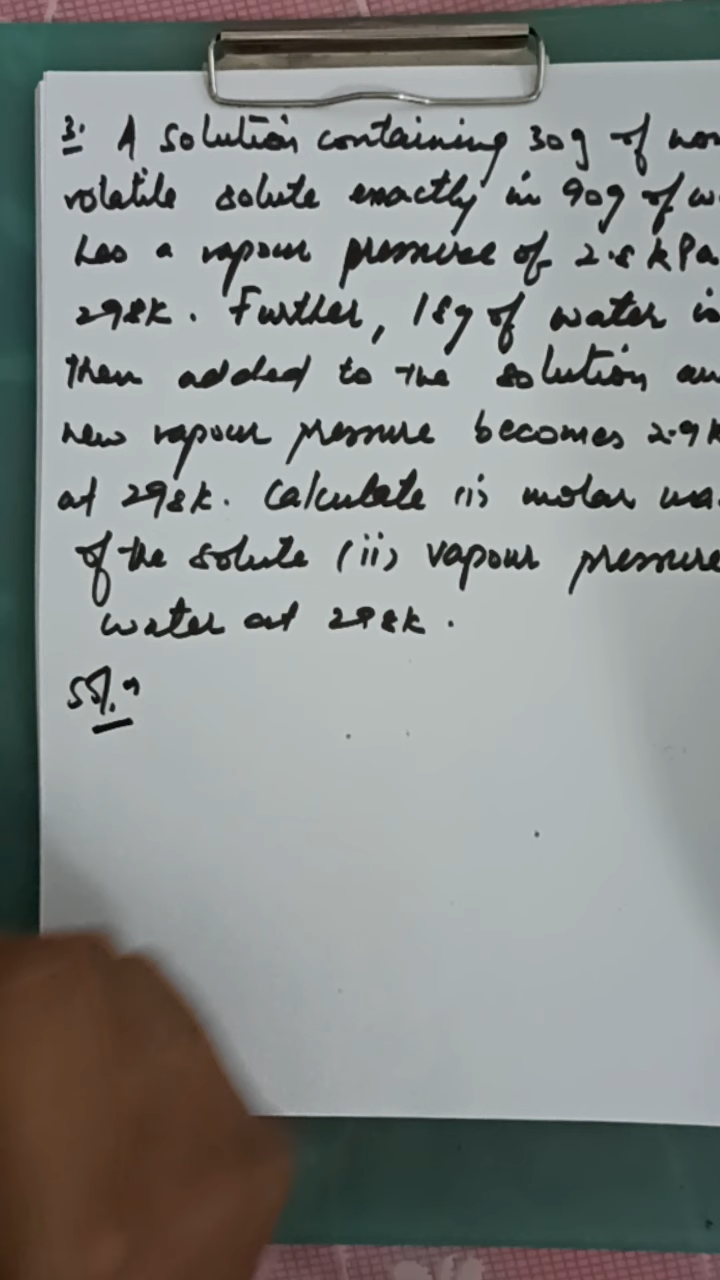 3. A solution containing 30g of non
volatile solute exactly in 90g of w
has a vapour pressure of 2.8 kPa
298K. Further, 18g of water is
then added to the solution an
new vapour pressure becomes 2.9 k
at 298K. Calculate (i) molar ma
of the solute (ii) vapour pressure
water at 298K.
Sol.n